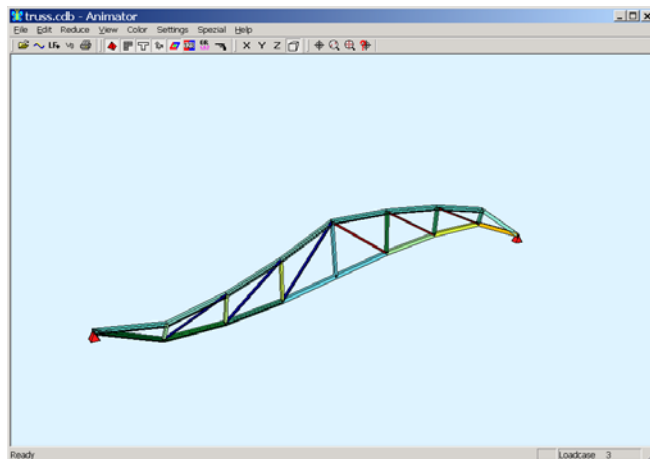 truss.cdb - Animator
File Edit Reduce View Color Settings Spezial Help
X Y Z
Ready Loadcase 3